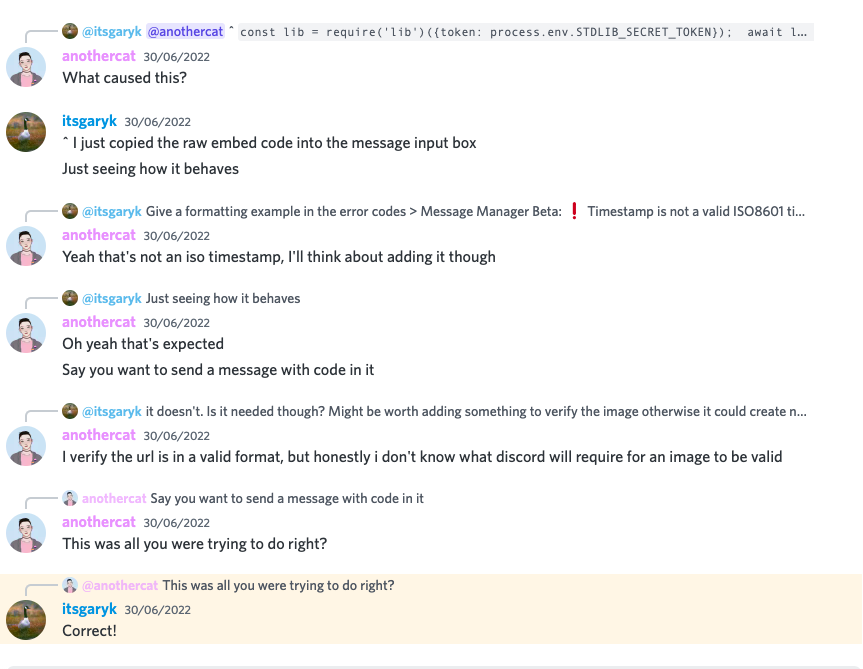 @itsgaryk @anothercat ^ const lib = require('lib')({token: process.env.STDLIB_SECRET_TOKEN}); await l...
anothercat 30/06/2022
What caused this?
itsgaryk 30/06/2022
^ I just copied the raw embed code into the message input box
Just seeing how it behaves
@itsgaryk Give a formatting example in the error codes > Message Manager Beta: ❗ Timestamp is not a valid ISO8601 ti...
anothercat 30/06/2022
Yeah that's not an iso timestamp, I'll think about adding it though
@itsgaryk Just seeing how it behaves
anothercat 30/06/2022
Oh yeah that's expected
Say you want to send a message with code in it
@itsgaryk it doesn't. Is it needed though? Might be worth adding something to verify the image otherwise it could create n...
anothercat 30/06/2022
I verify the url is in a valid format, but honestly i don't know what discord will require for an image to be valid
anothercat Say you want to send a message with code in it
anothercat 30/06/2022
This was all you were trying to do right?
@anothercat This was all you were trying to do right?
itsgaryk 30/06/2022
Correct!